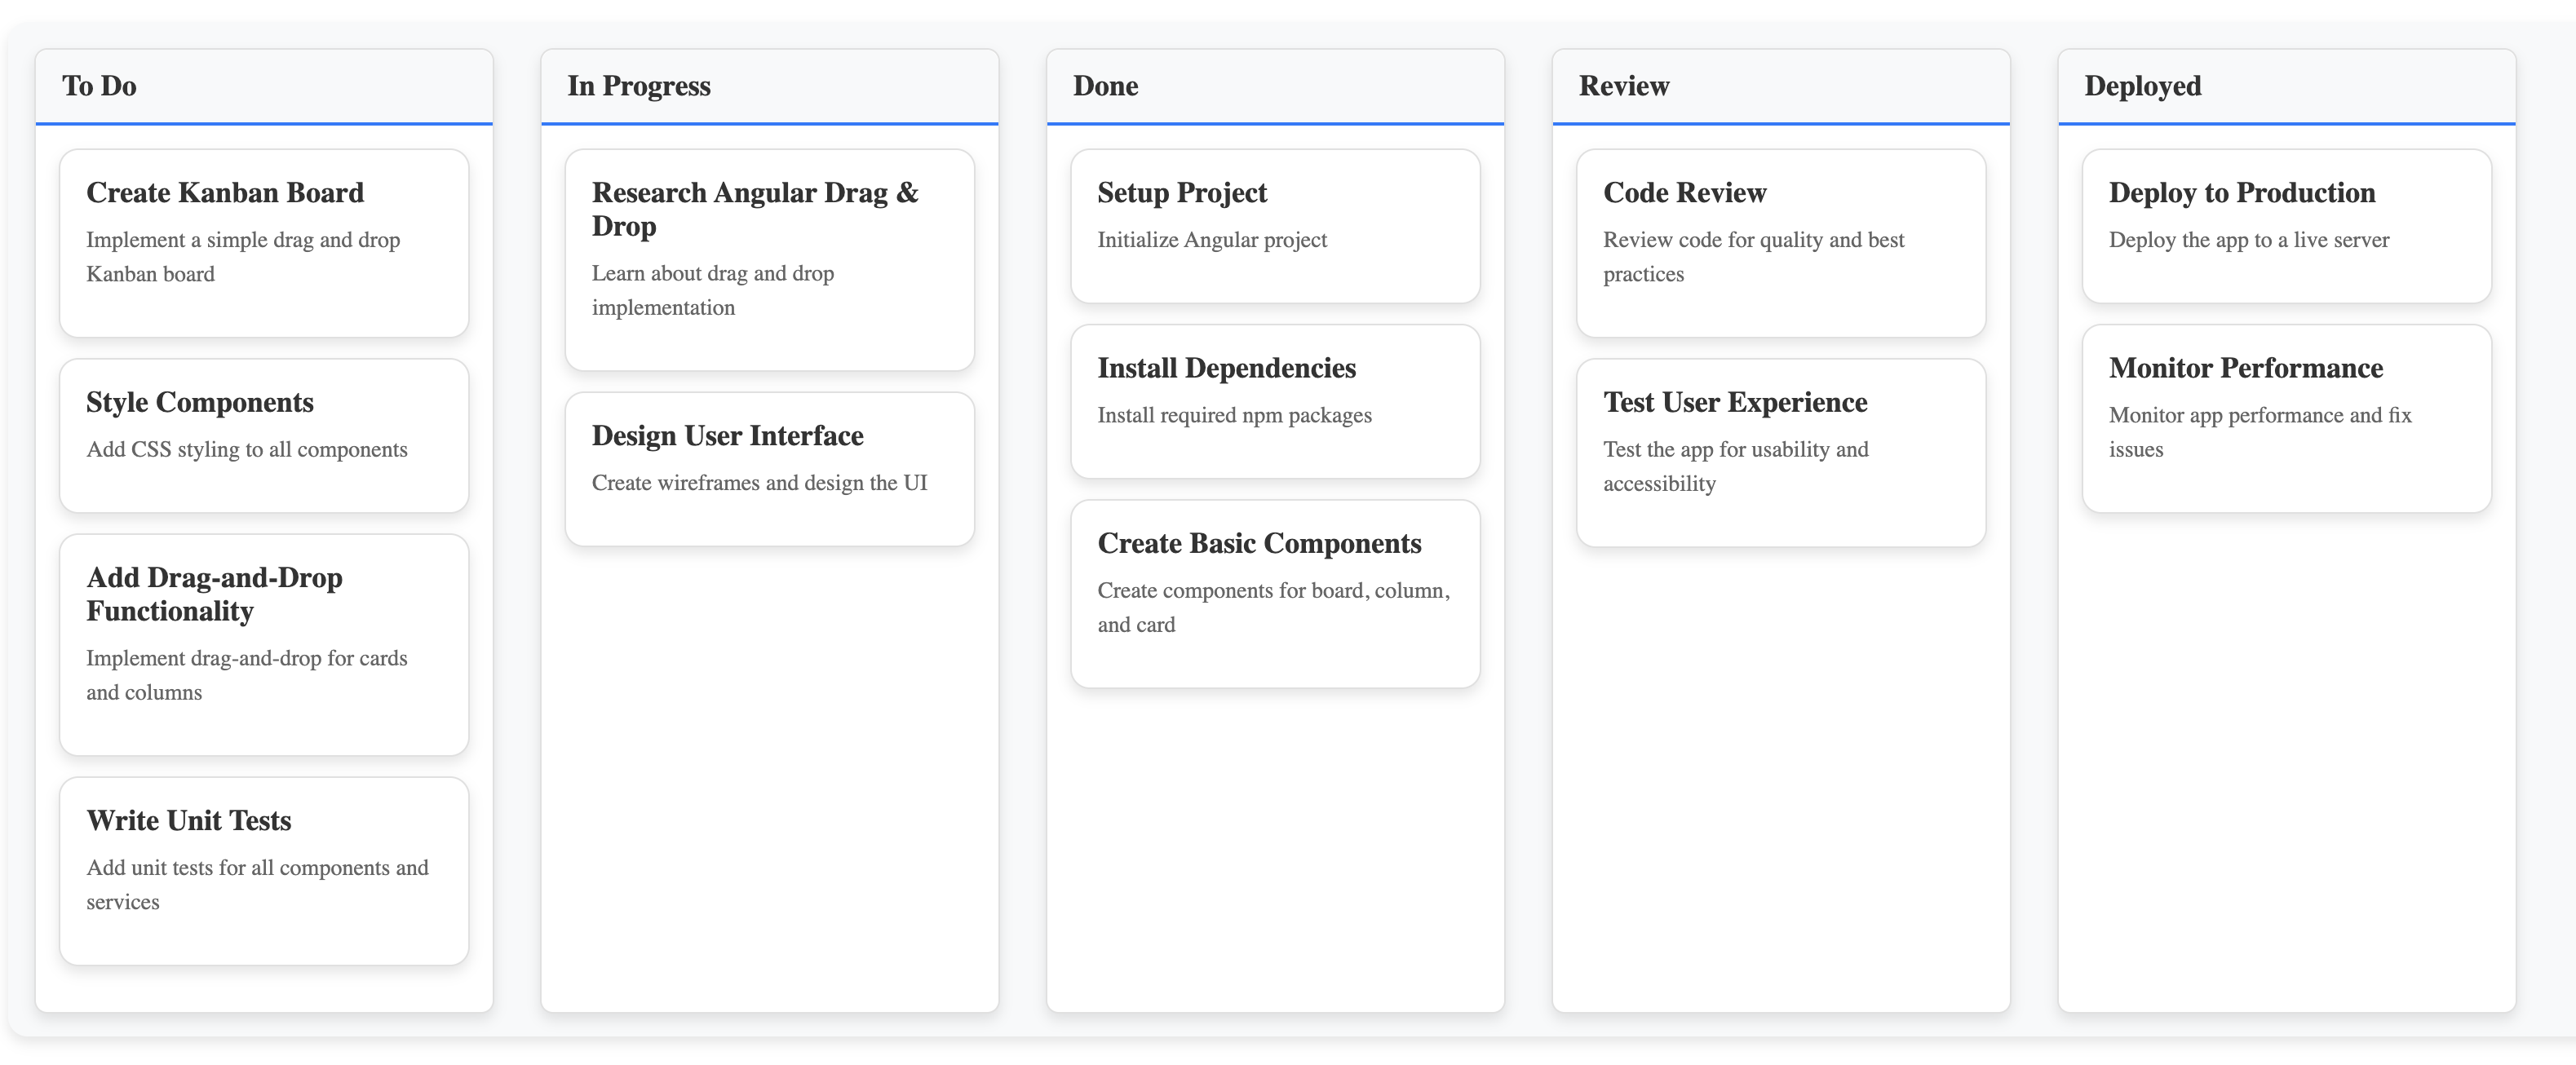 To Do
Create Kanban Board
Implement a simple drag and drop
Kanban board
Style Components
Add CSS styling to all components
Add Drag-and-Drop
Functionality
Implement drag-and-drop for cards
and columns
Write Unit Tests
Add unit tests for all components and
services
In Progress
Research Angular Drag &
Drop
Learn about drag and drop
implementation
Design User Interface
Create wireframes and design the UI
Done
Setup Project
Initialize Angular project
Install Dependencies
Install required npm packages
Create Basic Components
Create components for board, column,
and card
Review
Code Review
Review code for quality and best
practices
Test User Experience
Test the app for usability and
accessibility
Deployed
Deploy to Production
Deploy the app to a live server
Monitor Performance
Monitor app performance and fix
issues